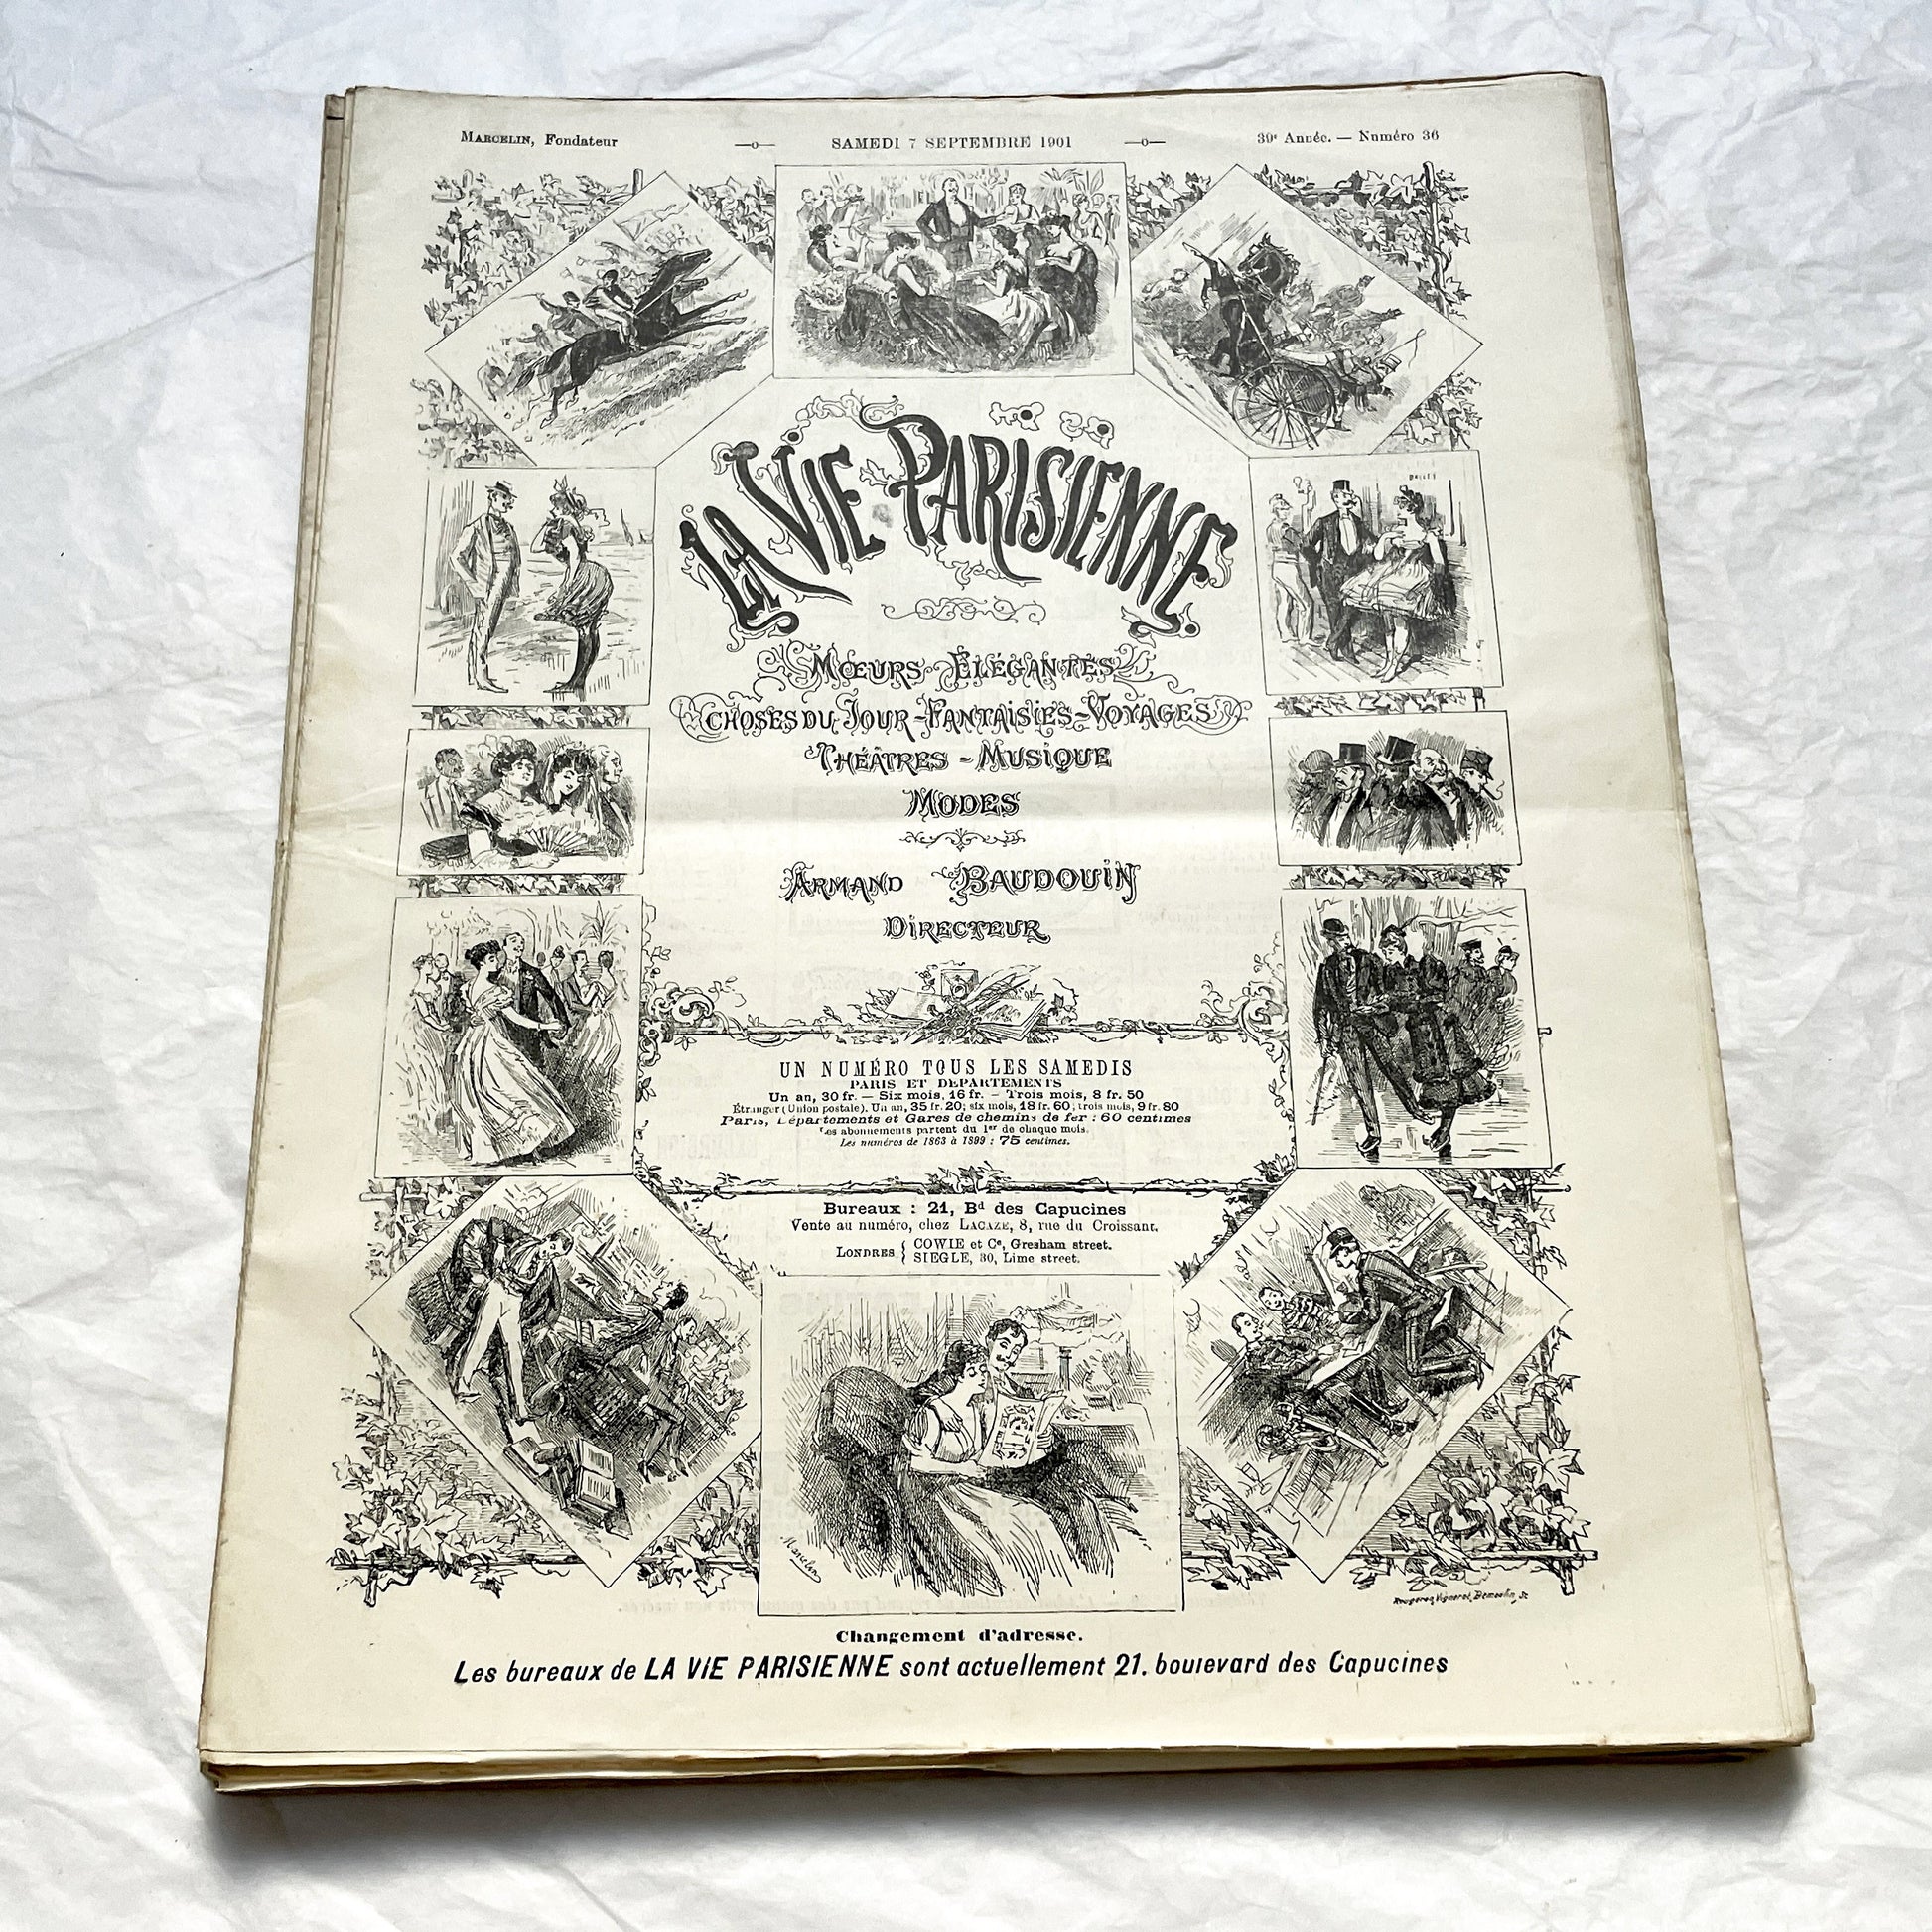 MARCELIN, Fondateur
SAMEDI 7 SEPTEMBRE 1901
39e Année. — Numéro 36
LA VIE PARISIENNE
MŒURS ÉLÉGANTES
CHOSES DU JOUR - FANTAISIES - VOYAGES
THÉÂTRES - MUSIQUE
MODES
ARMAND BAUDOUIN
DIRECTEUR
UN NUMÉRO TOUS LES SAMEDIS
PARIS ET DÉPARTEMENTS
Un an, 30 fr. — Six mois, 16 fr. — Trois mois, 8 fr. 50
Étranger (Union postale). Un an, 35 fr. 20; six mois, 18 fr. 60; trois mois, 9 fr. 80
Paris, Départements et Gares de chemins de fer : 60 centimes
Les abonnements partent du 1er de chaque mois.
Les numéros de 1863 à 1899 : 75 centimes.
Bureaux : 21, Bd des Capucines
Vente au numéro, chez LACAZE, 8, rue du Croissant.
LONDRES { COWIE et Ce, Gresham street.
SIEGLE, 30, Lime street.
Marcelin
Changement d'adresse.
Les bureaux de LA VIE PARISIENNE sont actuellement 21. boulevard des Capucines